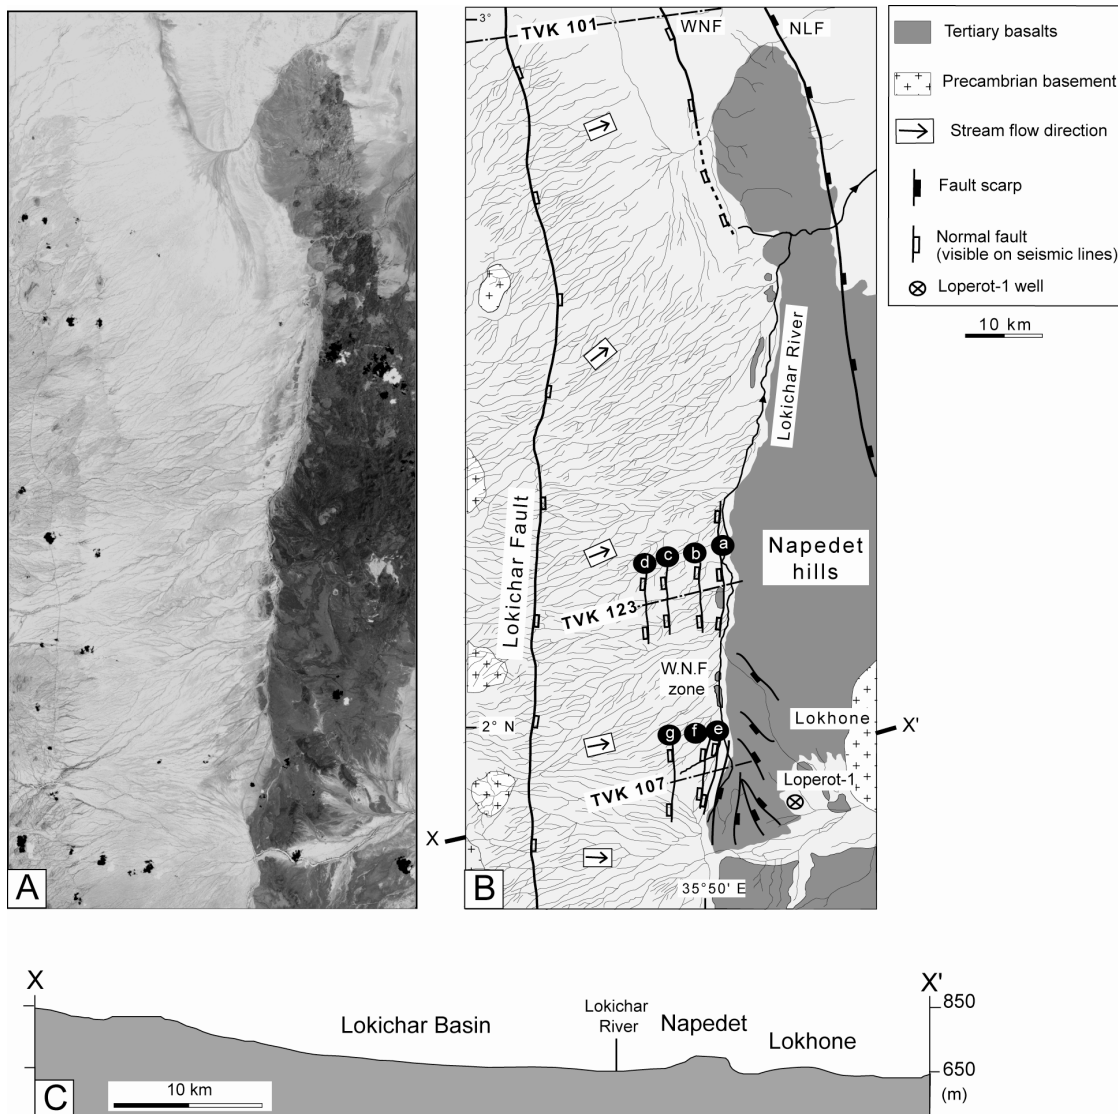 A
3°
TVK 101
WNF
NLF
Lokichar River
Lokichar Fault
a
b
c
d
Napedet
hills
TVK 123
W.N.F
zone
2° N
g
f
e
Lokhone
X'
TVK 107
Loperot-1
X
35°50' E
B
Tertiary basalts
Precambrian basement
Stream flow direction
Fault scarp
Normal fault
(visible on seismic lines)
Loperot-1 well
10 km
X
X'
850
Lokichar Basin
Lokichar
River
Napedet
Lokhone
650
(m)
C
10 km